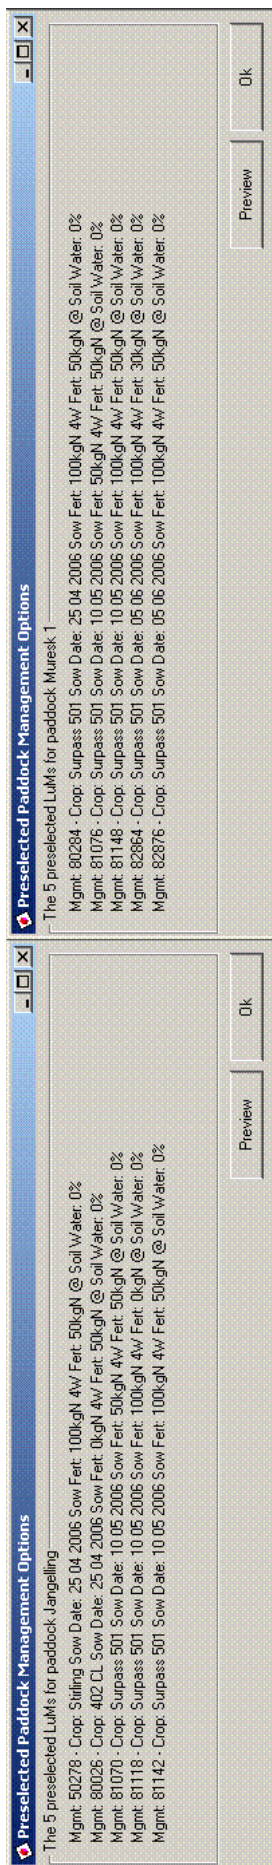 Preselected Paddock Management Options
The 5 preselected LuMs for paddock Jangelling
Mgmt: 50278 - Crop: Stirling Sow Date: 25 04 2006 Sow Fert: 100kgN 4W Fert: 50kgN @ Soil Water: 0%
Mgmt: 80026 - Crop: 402 CL Sow Date: 25 04 2006 Sow Fert: 0kgN 4W Fert: 50kgN @ Soil Water: 0%
Mgmt: 81070 - Crop: Surpass 501 Sow Date: 10 05 2006 Sow Fert: 50kgN 4W Fert: 50kgN @ Soil Water: 0%
Mgmt: 81118 - Crop: Surpass 501 Sow Date: 10 05 2006 Sow Fert: 100kgN 4W Fert: 0kgN @ Soil Water: 0%
Mgmt: 81142 - Crop: Surpass 501 Sow Date: 10 05 2006 Sow Fert: 100kgN 4W Fert: 50kgN @ Soil Water: 0%
Preview Ok
Preselected Paddock Management Options
The 5 preselected LuMs for paddock Muresk 1
Mgmt: 80284 - Crop: Surpass 501 Sow Date: 25 04 2006 Sow Fert: 100kgN 4W Fert: 50kgN @ Soil Water: 0%
Mgmt: 81076 - Crop: Surpass 501 Sow Date: 10 05 2006 Sow Fert: 50kgN 4W Fert: 50kgN @ Soil Water: 0%
Mgmt: 81148 - Crop: Surpass 501 Sow Date: 10 05 2006 Sow Fert: 100kgN 4W Fert: 50kgN @ Soil Water: 0%
Mgmt: 82864 - Crop: Surpass 501 Sow Date: 05 06 2006 Sow Fert: 100kgN 4W Fert: 30kgN @ Soil Water: 0%
Mgmt: 82876 - Crop: Surpass 501 Sow Date: 05 06 2006 Sow Fert: 100kgN 4W Fert: 50kgN @ Soil Water: 0%
Preview Ok